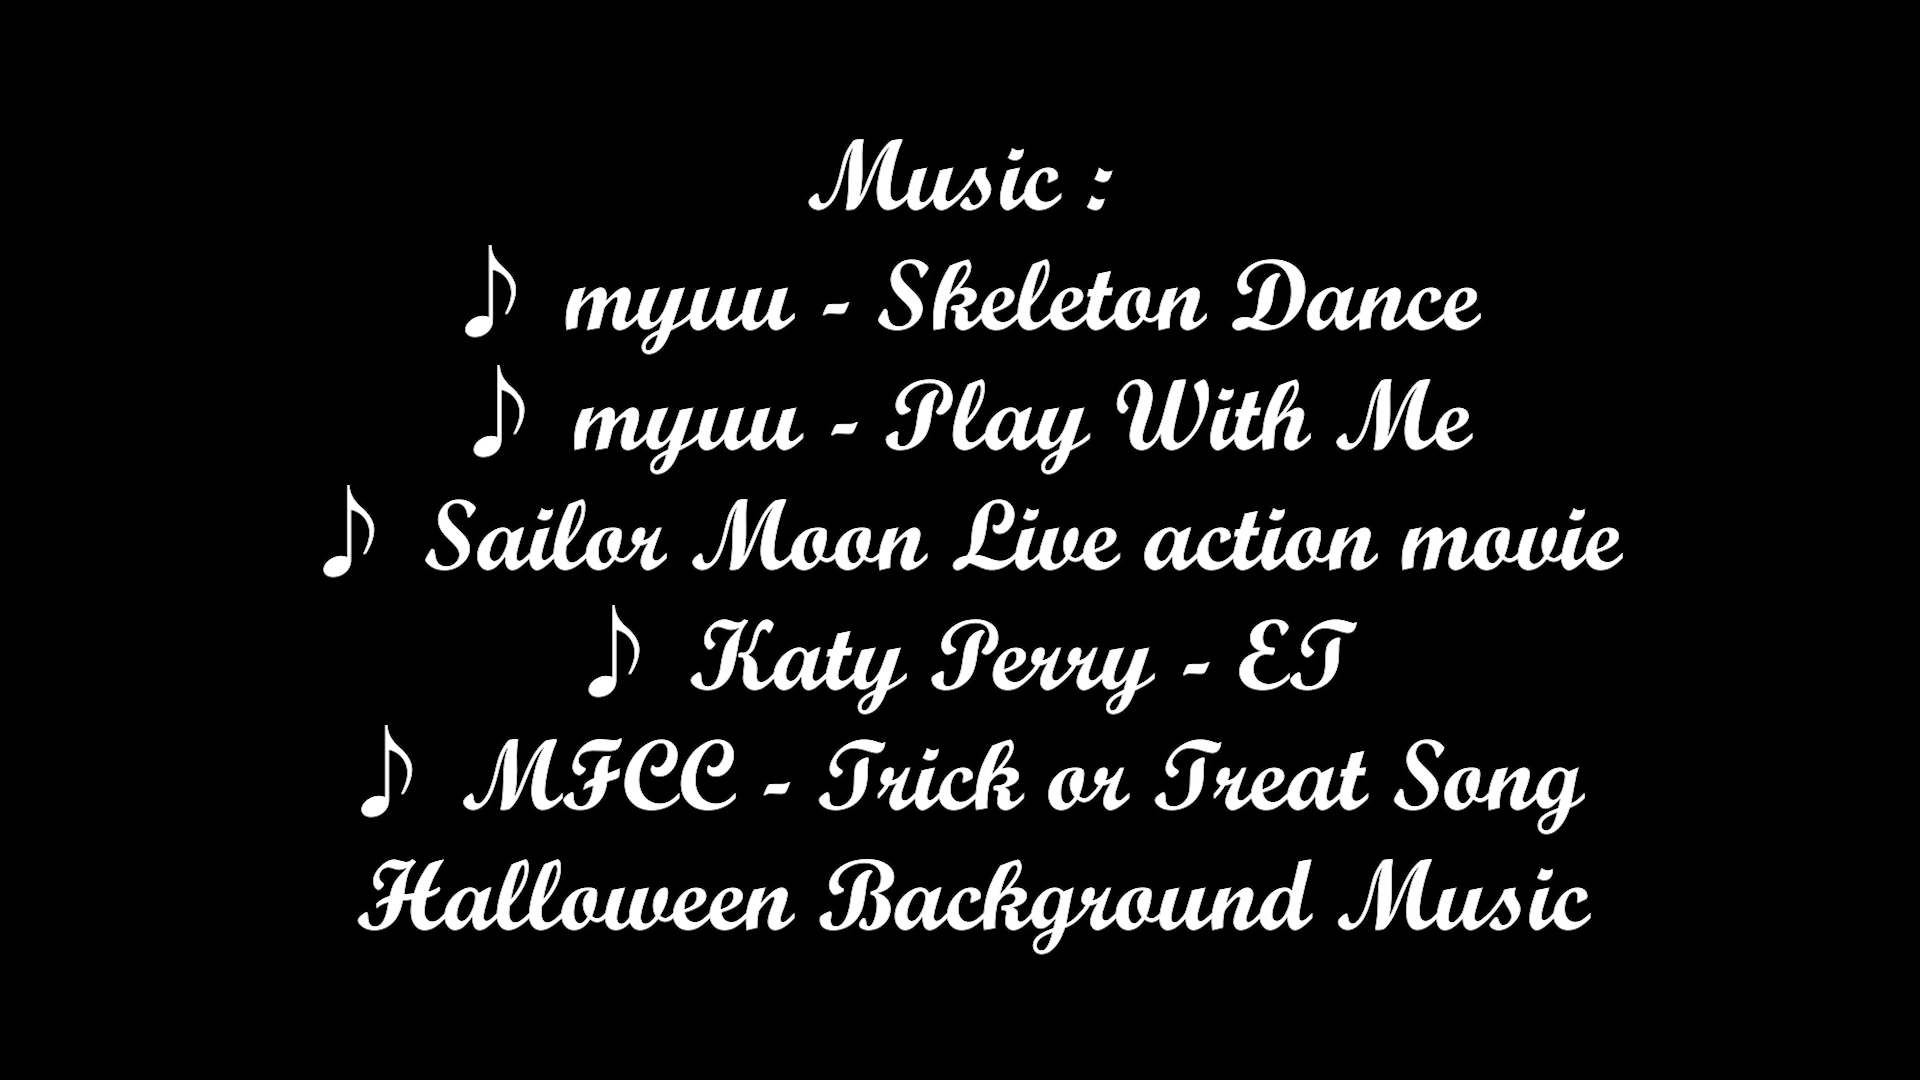 Music :
♪ myuu - Skeleton Dance
♪ myuu - Play With Me
♪ Sailor Moon Live action movie
♪ Katy Perry - ET
♪ MFCC - Trick or Treat Song
Halloween Background Music